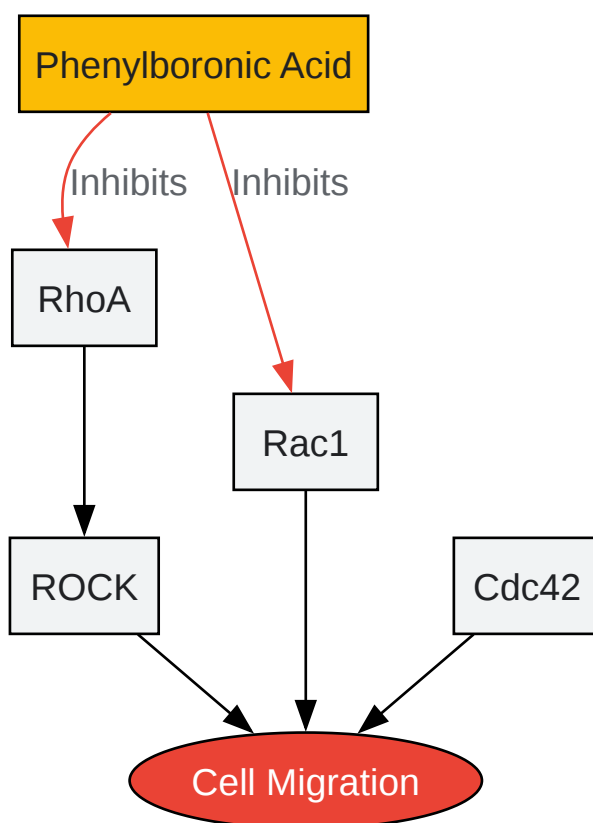 Phenylboronic Acid
Inhibits
Inhibits
RhoA
Rac1
ROCK
Cdc42
Cell Migration